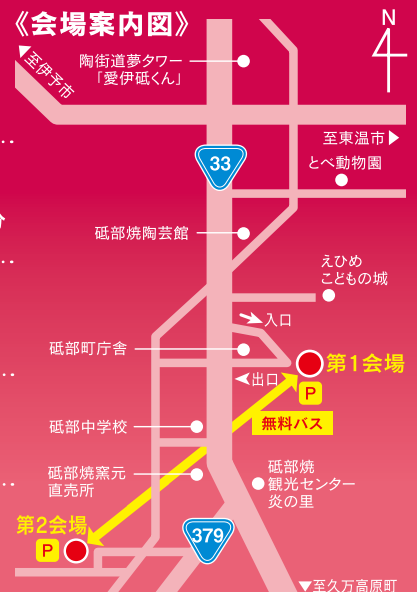 《会場案内図》
N
至伊予市
陶街道夢タワー
「愛伊砥くん」
至東温市
33
とべ動物園
砥部焼陶芸館
えひめ
こどもの城
入口
砥部町庁舎
第1会場
出口
P
無料バス
砥部中学校
砥部焼窯元
直売所
砥部焼
観光センター
炎の里
第2会場
P
379
至久万高原町